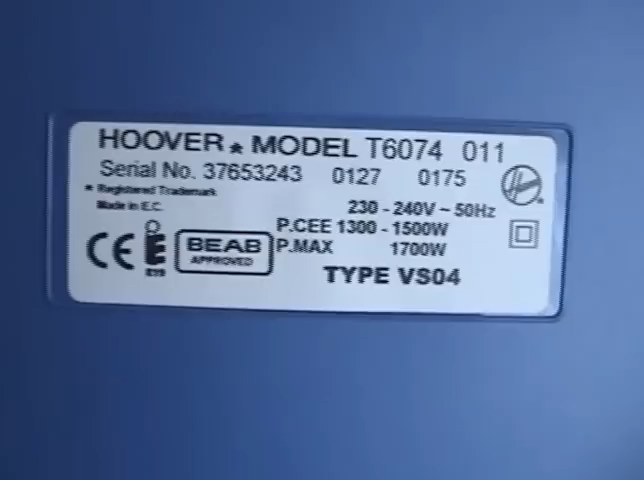 HOOVER * MODEL T6074 011
Serial No. 37653243 0127 0175
* Registered Trademark
Made in E.C.
230 - 240V ~ 50Hz
P.CEE 1300 - 1500W
P.MAX 1700W
CE E E19 BEAB APPROVED
TYPE VS04